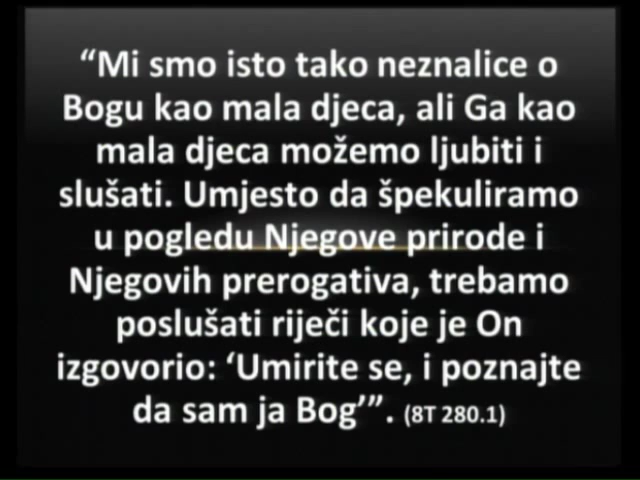 “Mi smo isto tako neznalice o
Bogu kao mala djeca, ali Ga kao
mala djeca možemo ljubiti i
slušati. Umjesto da špekuliramo
u pogledu Njegove prirode i
Njegovih prerogativa, trebamo
poslušati riječi koje je On
izgovorio: ‘Umirite se, i poznajte
da sam ja Bog’”. (8T 280.1)